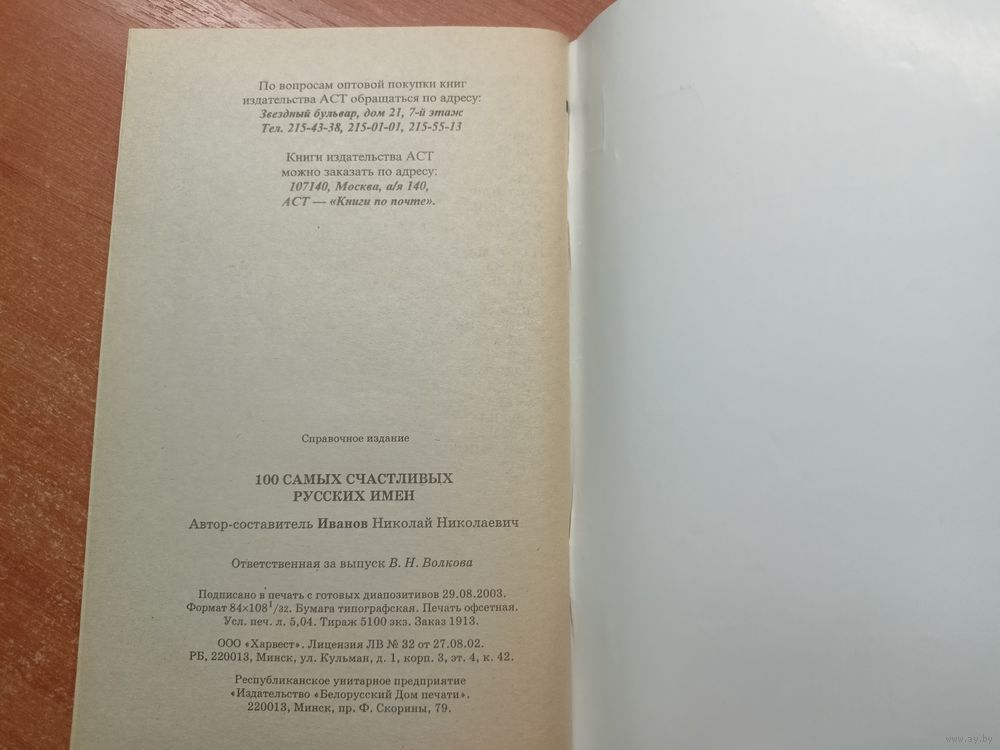 По вопросам оптовой покупки книг
издательства АСТ обращаться по адресу:
Звездный бульвар, дом 21, 7-й этаж
Тел. 215-43-38, 215-01-01, 215-55-13
Книги издательства АСТ
можно заказать по адресу:
107140, Москва, а/я 140,
АСТ — «Книги по почте».
Справочное издание
100 САМЫХ СЧАСТЛИВЫХ
РУССКИХ ИМЕН
Автор-составитель Иванов Николай Николаевич
Ответственная за выпуск В. Н. Волкова
Подписано в печать с готовых диапозитивов 29.08.2003.
Формат 84×108 1/32. Бумага типографская. Печать офсетная.
Усл. печ. л. 5,04. Тираж 5100 экз. Заказ 1913.
ООО «Харвест». Лицензия ЛВ № 32 от 27.08.02.
РБ, 220013, Минск, ул. Кульман, д. 1, корп. 3, эт. 4, к. 42.
Республиканское унитарное предприятие
«Издательство «Белорусский Дом печати».
220013, Минск, пр. Ф. Скорины, 79.
www.ay.by